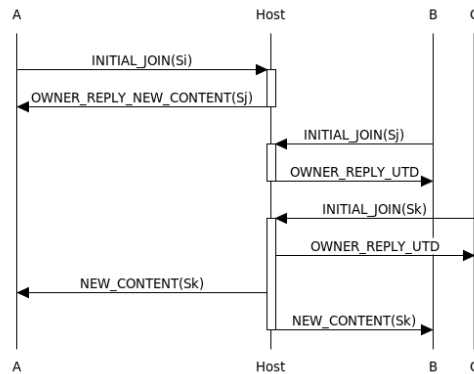 A Host B C
INITIAL_JOIN(Si)
OWNER_REPLY_NEW_CONTENT(Sj)
INITIAL_JOIN(Sj)
OWNER_REPLY_UTD
INITIAL_JOIN(Sk)
OWNER_REPLY_UTD
NEW_CONTENT(Sk)
NEW_CONTENT(Sk)
A Host B C